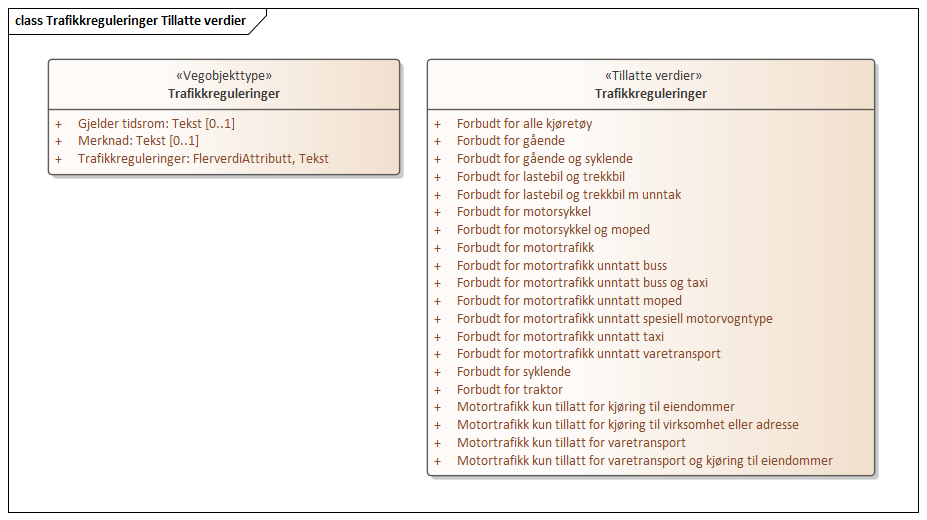 class Trafikkreguleringer Tillatte verdier
«Vegobjekttype»
Trafikkreguleringer
+ Gjelder tidsrom: Tekst [0..1]
+ Merknad: Tekst [0..1]
+ Trafikkreguleringer: FlerverdiAttributt, Tekst
«Tillatte verdier»
Trafikkreguleringer
+ Forbudt for alle kjøretøy
+ Forbudt for gående
+ Forbudt for gående og syklende
+ Forbudt for lastebil og trekkbil
+ Forbudt for lastebil og trekkbil m unntak
+ Forbudt for motorsykkel
+ Forbudt for motorsykkel og moped
+ Forbudt for motortrafikk
+ Forbudt for motortrafikk unntatt buss
+ Forbudt for motortrafikk unntatt buss og taxi
+ Forbudt for motortrafikk unntatt moped
+ Forbudt for motortrafikk unntatt spesiell motorvogntype
+ Forbudt for motortrafikk unntatt taxi
+ Forbudt for motortrafikk unntatt varetransport
+ Forbudt for syklende
+ Forbudt for traktor
+ Motortrafikk kun tillatt for kjøring til eiendommer
+ Motortrafikk kun tillatt for kjøring til virksomhet eller adresse
+ Motortrafikk kun tillatt for varetransport
+ Motortrafikk kun tillatt for varetransport og kjøring til eiendommer